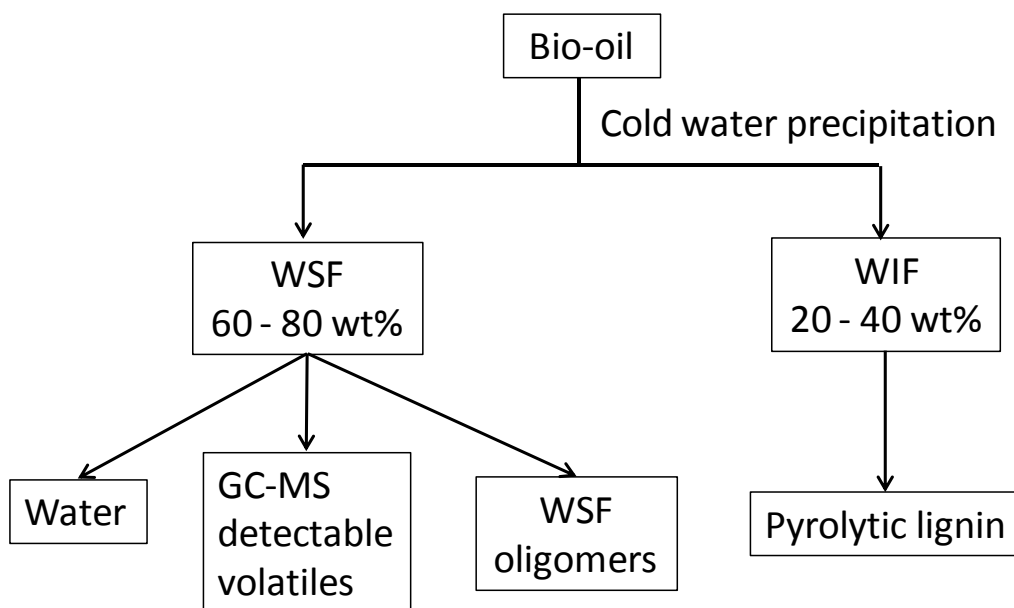 Bio-oil
Cold water precipitation
WSF
60 - 80 wt%
WIF
20 - 40 wt%
Water
GC-MS
detectable
volatiles
WSF
oligomers
Pyrolytic lignin